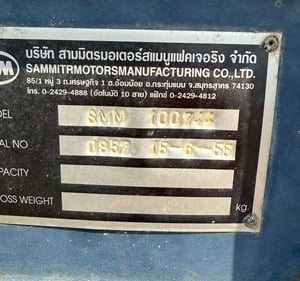 บริษัท สามมิตรมอเตอร์สแมนูแฟคเจอริง จำกัด
SAMMITRMOTORSMANUFACTURING CO.,LTD.
85/1 หมู่ 3 ถ.เศรษฐกิจ 1 ต.อ้อมน้อย อ.กระทุ่มแบน จ.สมุทรสาคร 74130
โทร. 0-2429-4888 (อัตโนมัติ 10 สาย) แฟ็กซ์ 0-2429-4812
DEL SMM 100744
AL NO 0852 15-6-55
PACITY
OSS WEIGHT kg.